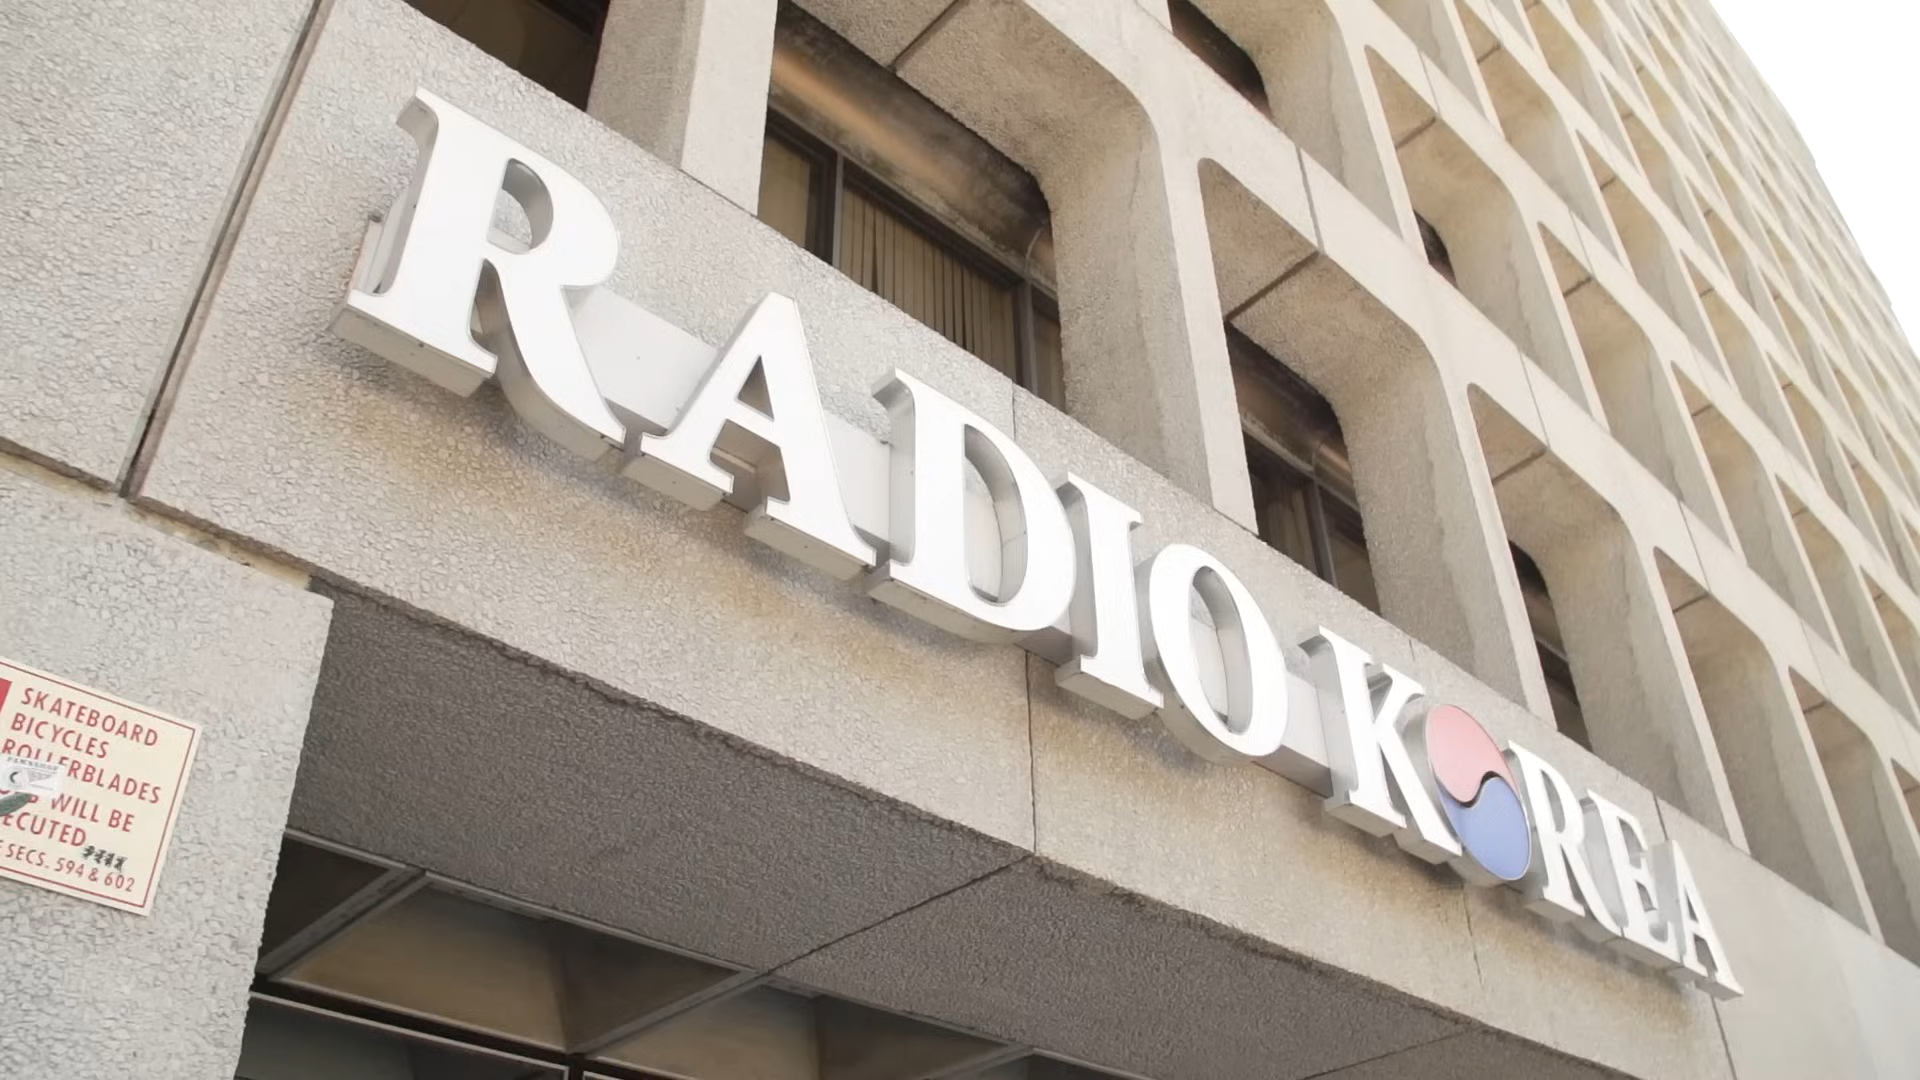 RADIO KOREA
SKATEBOARD
BICYCLES
ROLLERBLADES
WILL BE
SECS. 594 & 602